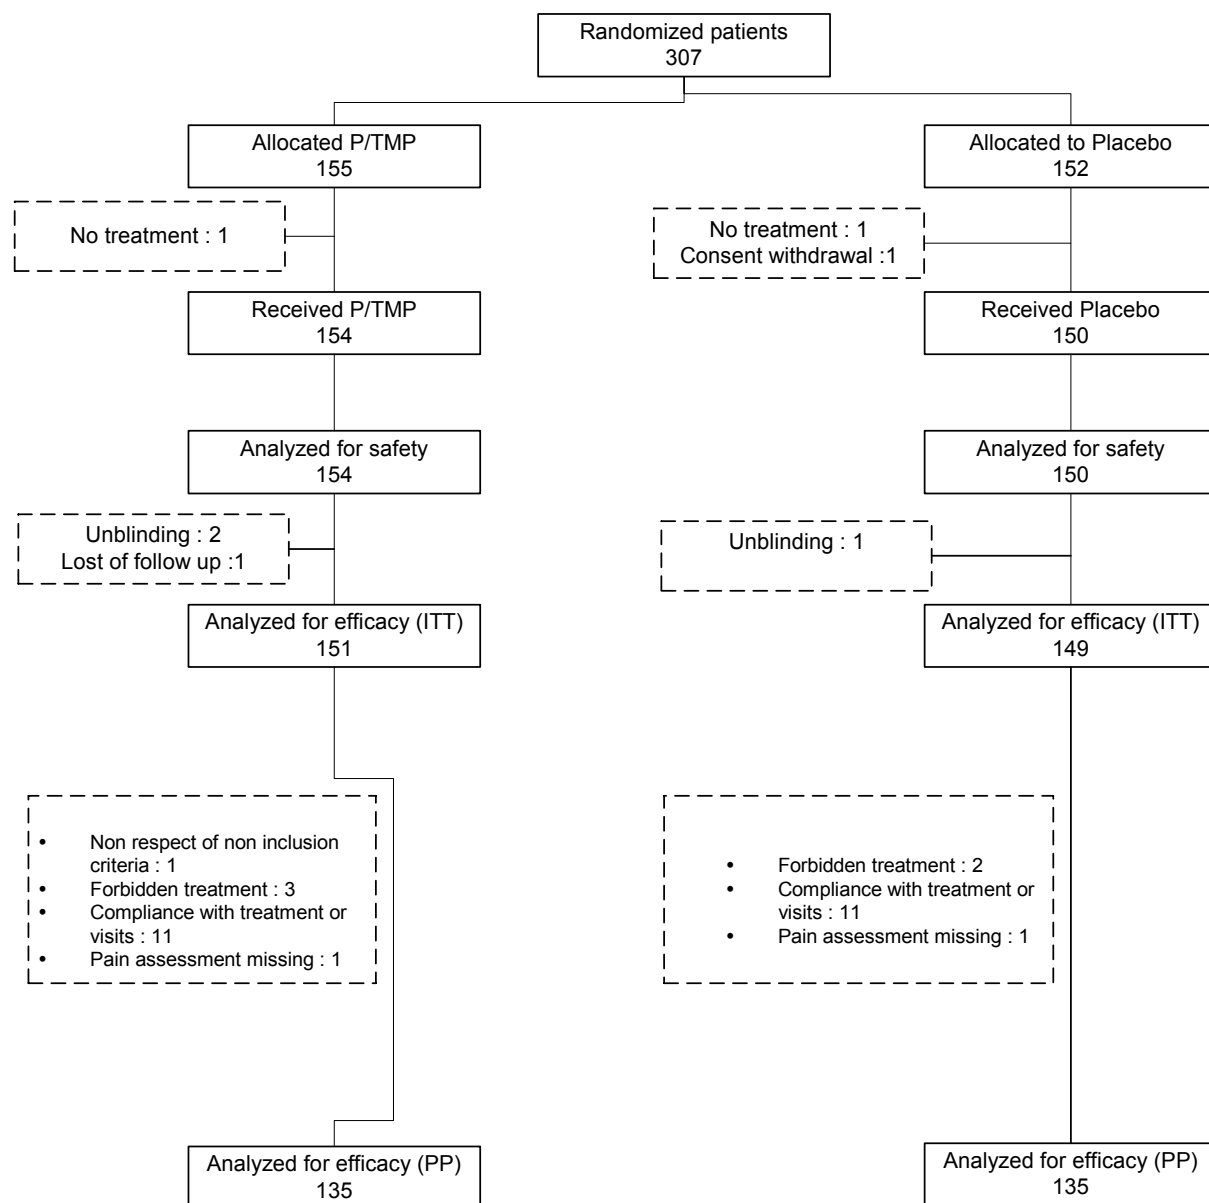 Randomized patients
307
Allocated P/TMP
155
Allocated to Placebo
152
No treatment : 1
No treatment : 1
Consent withdrawal :1
Received P/TMP
154
Received Placebo
150
Analyzed for safety
154
Analyzed for safety
150
Unblinding : 2
Lost of follow up :1
Unblinding : 1
Analyzed for efficacy (ITT)
151
Analyzed for efficacy (ITT)
149
• Non respect of non inclusion
criteria : 1
• Forbidden treatment : 3
• Compliance with treatment or
visits : 11
• Pain assessment missing : 1
• Forbidden treatment : 2
• Compliance with treatment or
visits : 11
• Pain assessment missing : 1
Analyzed for efficacy (PP)
135
Analyzed for efficacy (PP)
135